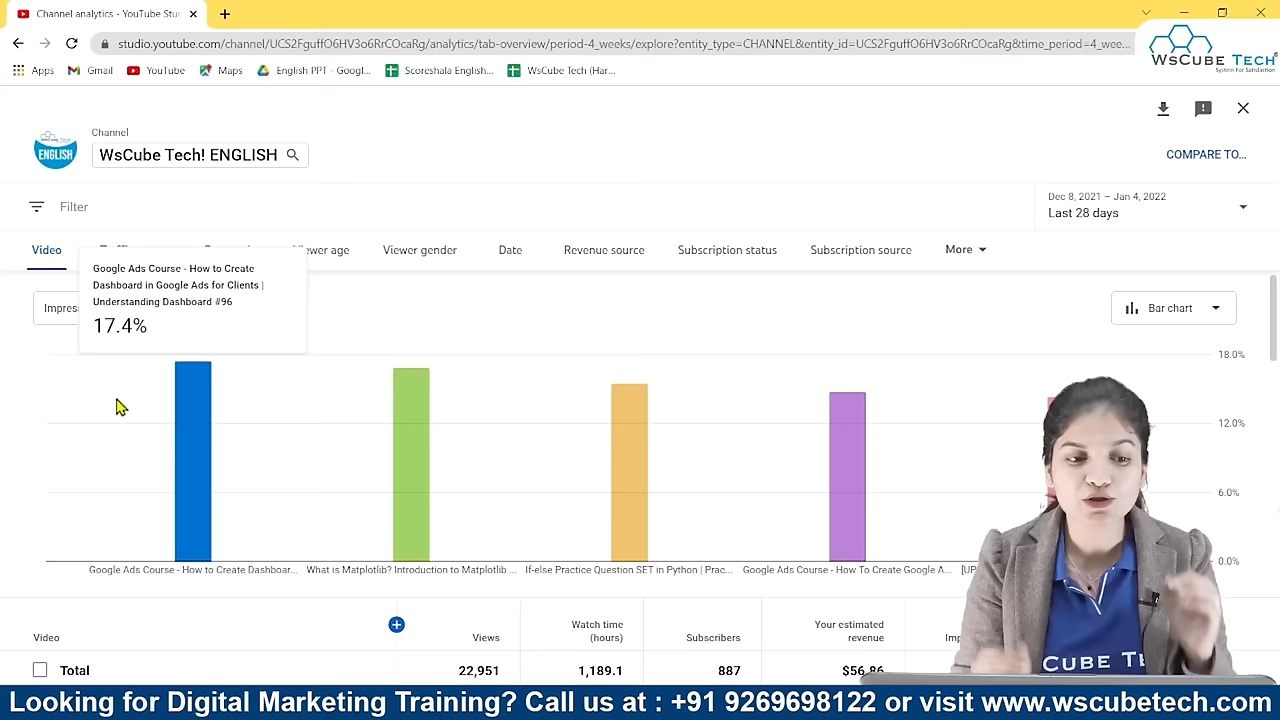 Channel analytics - YouTube Stu
studio.youtube.com/channel/UCS2FguffO6HV3o6RrCOcaRg/analytics/tab-overview/period-4_weeks/explore?entity_type=CHANNEL&entity_id=UCS2FguffO6HV3o6RrCOcaRg&time_period=4_wee...
Apps Gmail YouTube Maps English PPT - Googl... Scoreshala English... WsCube Tech (Har...
WsCube Tech
System For Satisfaction
Channel
ENGLISH
WsCube Tech! ENGLISH
COMPARE TO...
Filter
Dec 8, 2021 – Jan 4, 2022
Last 28 days
Video Viewer age Viewer gender Date Revenue source Subscription status Subscription source More
Google Ads Course - How to Create
Dashboard in Google Ads for Clients |
Understanding Dashboard #96
17.4%
Impres
Bar chart
18.0%
12.0%
6.0%
0.0%
Google Ads Course - How to Create Dashboar... What is Matplotlib? Introduction to Matplotlib ... If-else Practice Question SET in Python | Prac... Google Ads Course - How To Create Google A... [UP
Video Views Watch time (hours) Subscribers Your estimated revenue Imp
Total 22,951 1,189.1 887 $56.86
CUBE TE
Looking for Digital Marketing Training? Call us at : +91 9269698122 or visit www.wscubetech.com